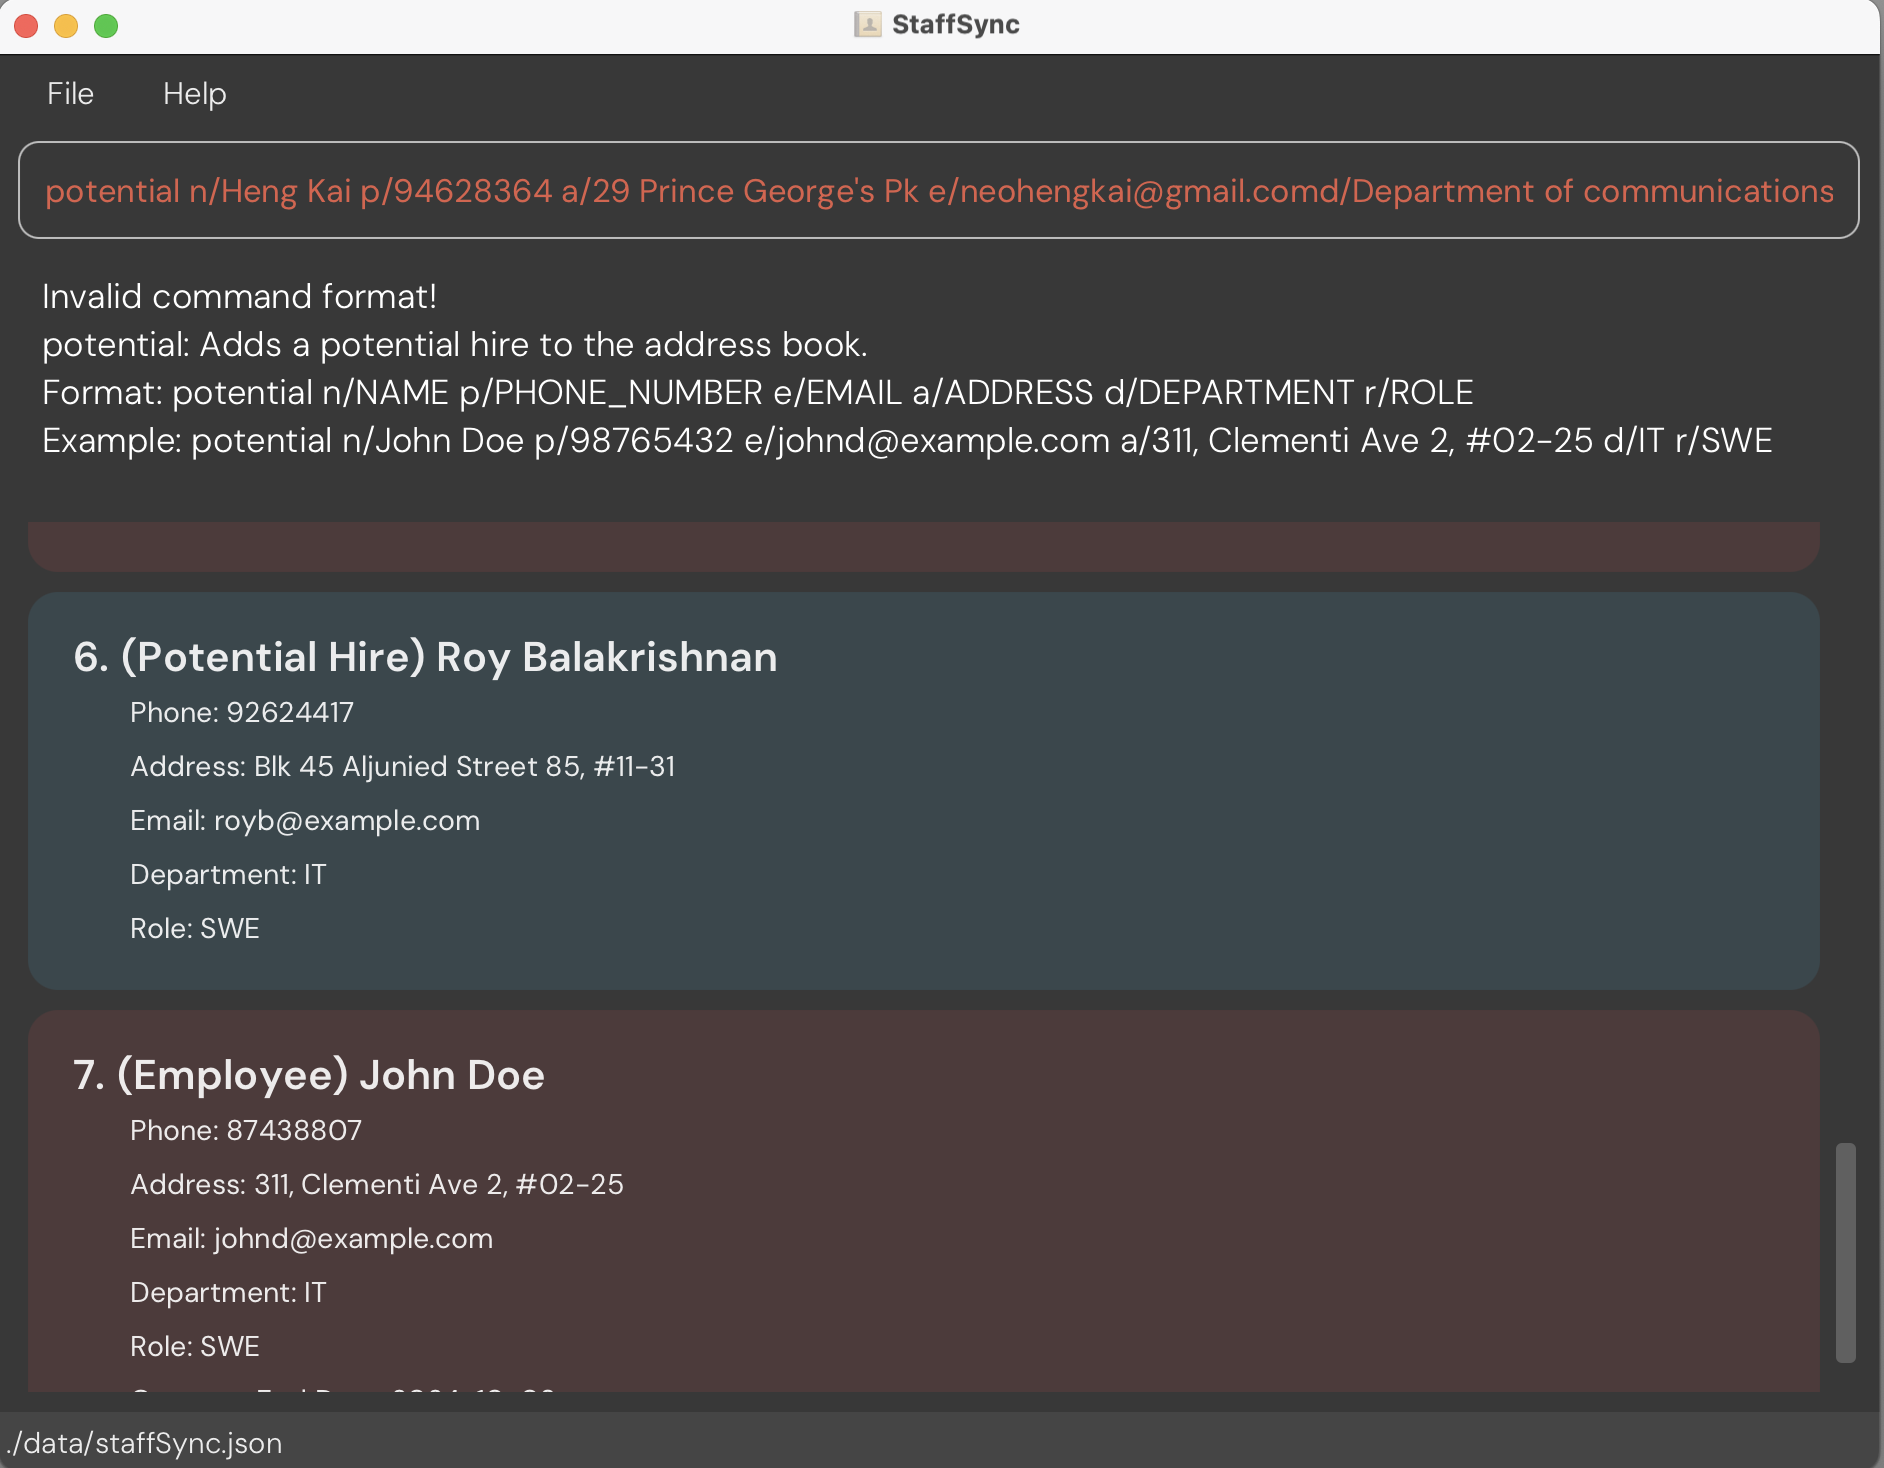 StaffSync
File Help
potential n/Heng Kai p/94628364 a/29 Prince George's Pk e/neohengkai@gmail.comd/Department of communications
Invalid command format!
potential: Adds a potential hire to the address book.
Format: potential n/NAME p/PHONE_NUMBER e/EMAIL a/ADDRESS d/DEPARTMENT r/ROLE
Example: potential n/John Doe p/98765432 e/johnd@example.com a/311, Clementi Ave 2, #02-25 d/IT r/SWE
6. (Potential Hire) Roy Balakrishnan
Phone: 92624417
Address: Blk 45 Aljunied Street 85, #11-31
Email: royb@example.com
Department: IT
Role: SWE
7. (Employee) John Doe
Phone: 87438807
Address: 311, Clementi Ave 2, #02-25
Email: johnd@example.com
Department: IT
Role: SWE
./data/staffSync.json